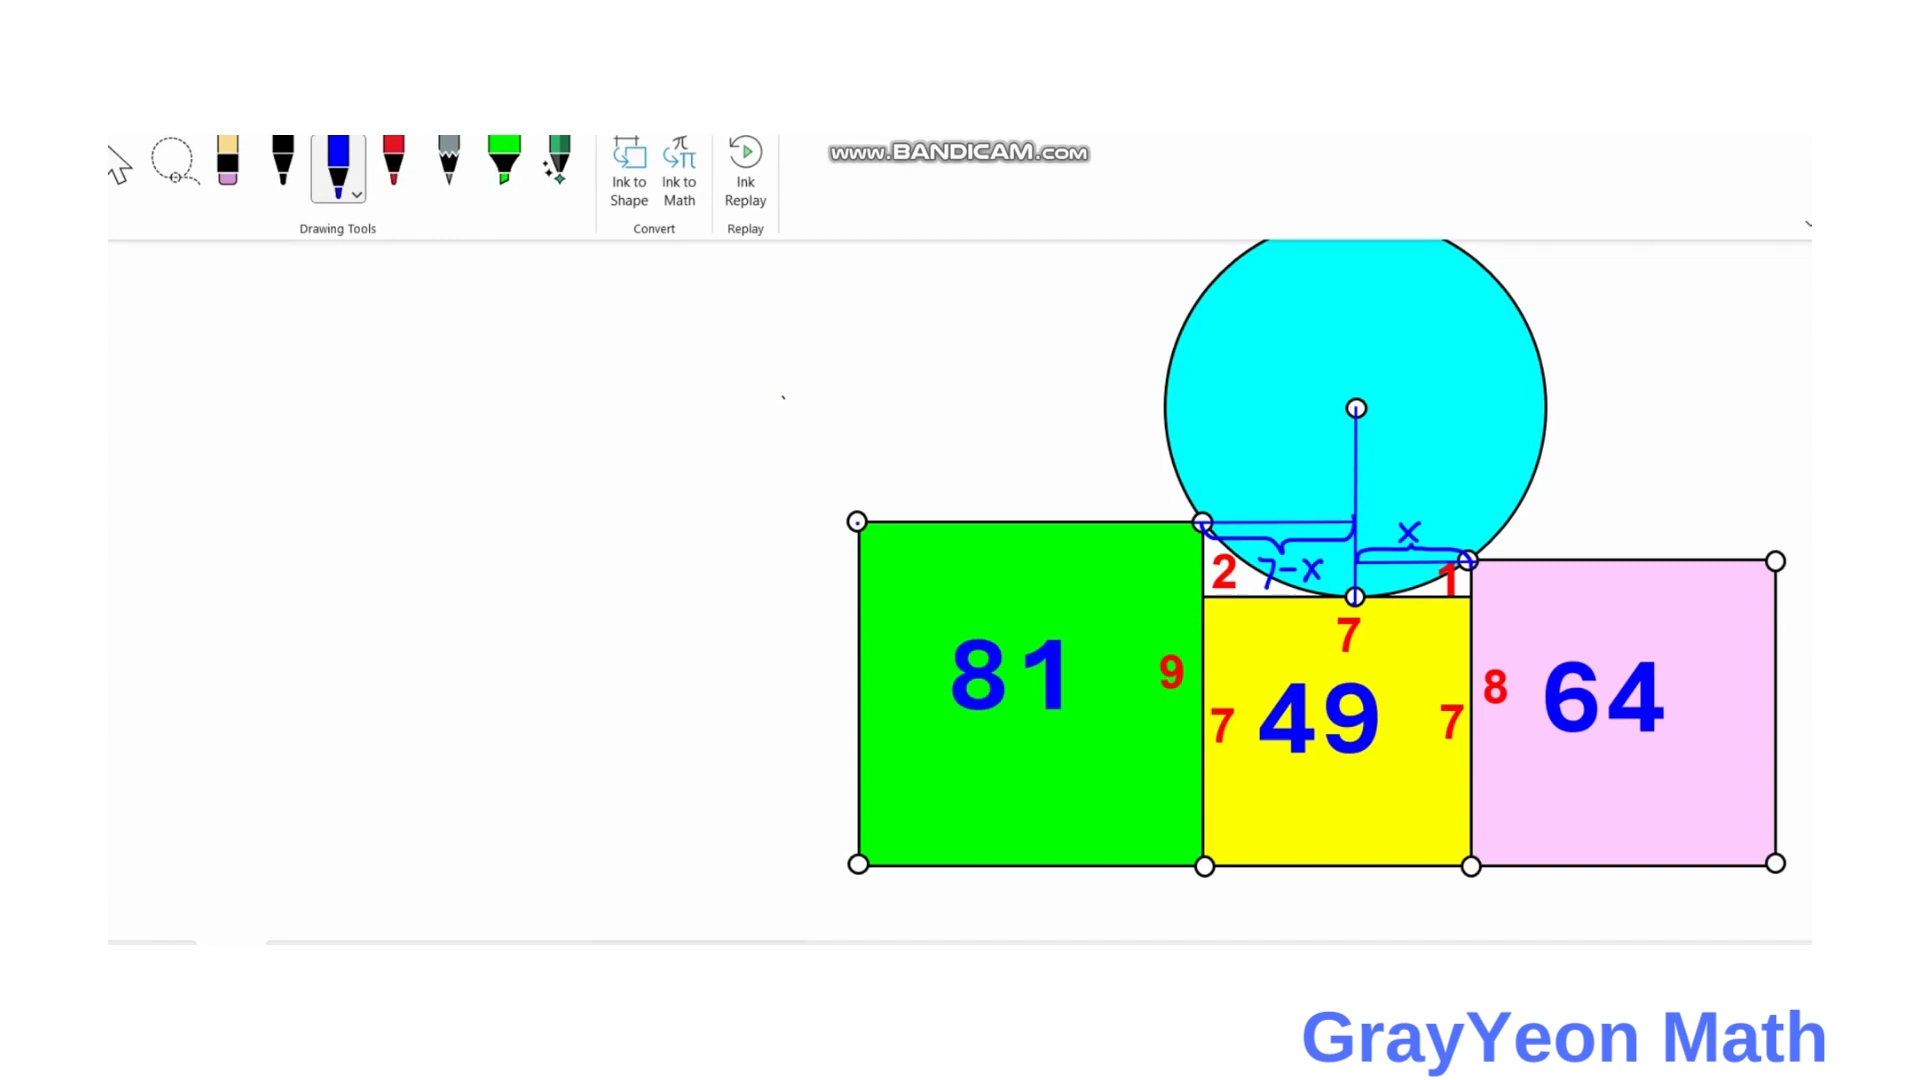 www.BANDICAM.com
Ink to Shape
Ink to Math
Ink Replay
Drawing Tools
Convert
Replay
x
2
7-x
1
7
81
9
7
49
7
8
64
GrayYeon Math